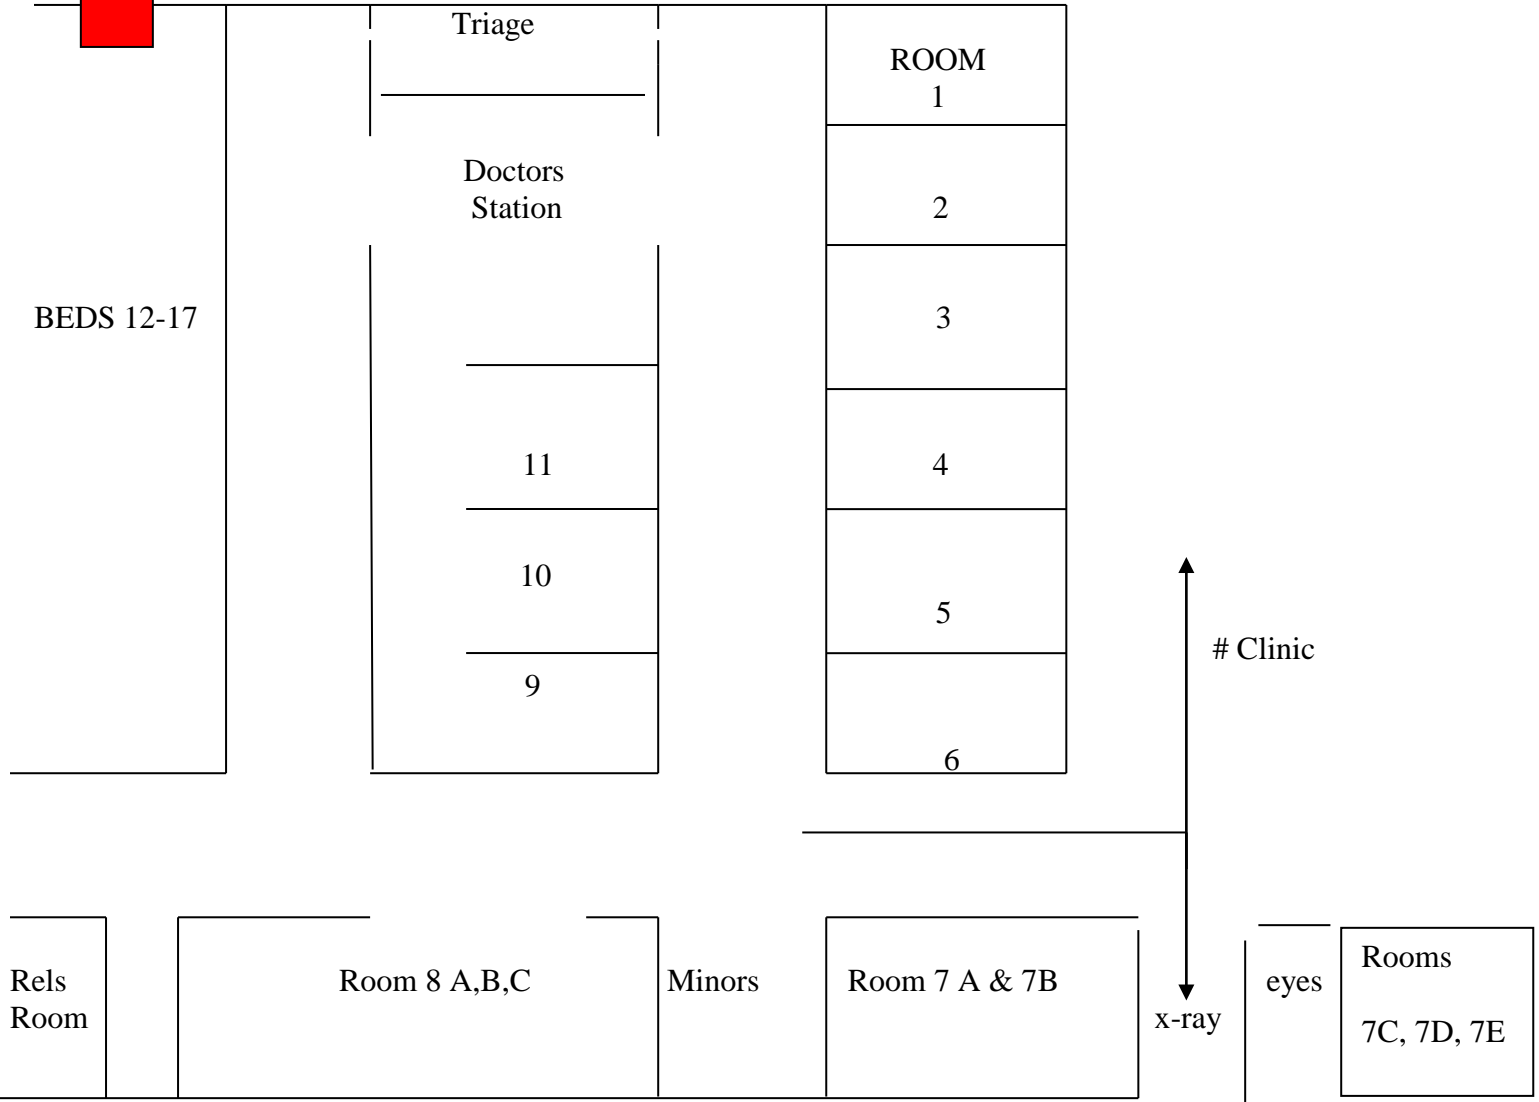 Triage
ROOM
1
Doctors
Station
2
BEDS 12-17
3
11
4
10
5
# Clinic
9
6
Rels
Room
Room 8 A,B,C
Minors
Room 7 A & 7B
x-ray
eyes
Rooms
7C, 7D, 7E